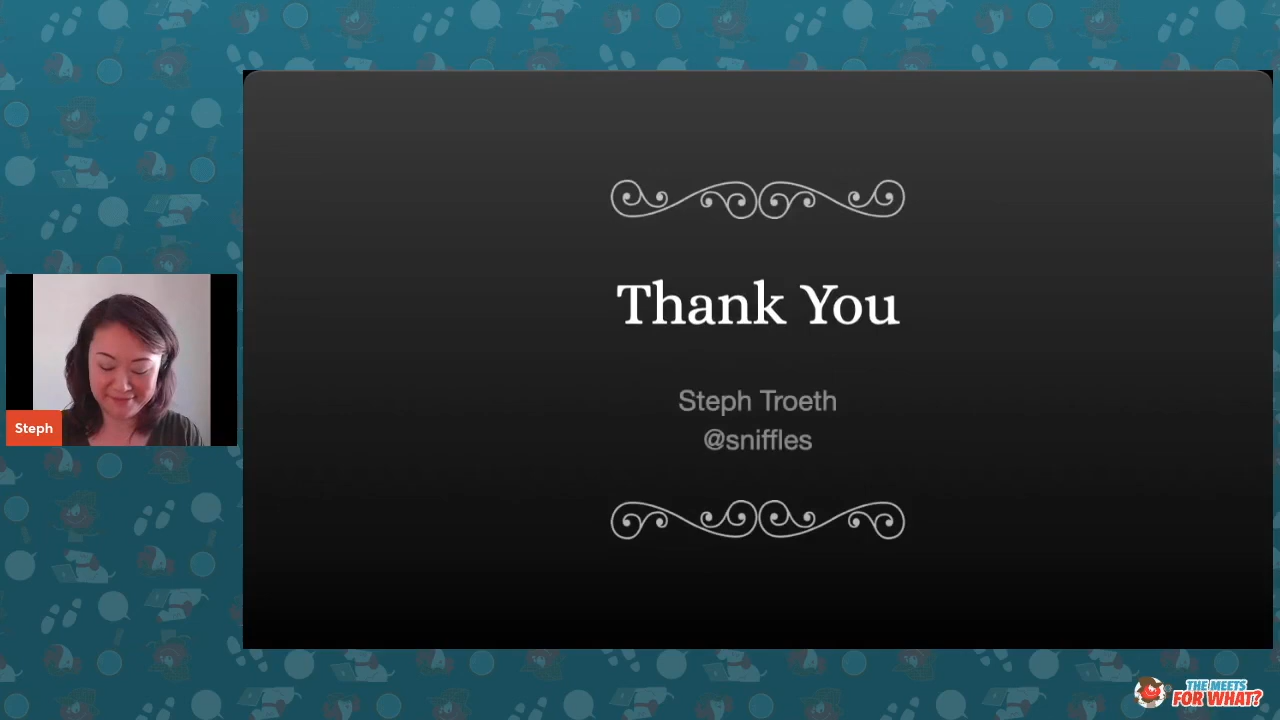 Thank You
Steph Troeth
@sniffles
Steph
THE MEETS
FOR WHAT?